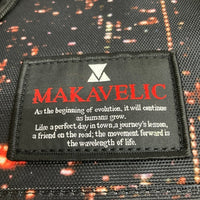 MAKAVELIC
As the beginning of evolution, it will continue
as humans grow.
Like a perfect day in town, a journey's lesson,
a friend on the road; the movement forward is
the wavelength of life.